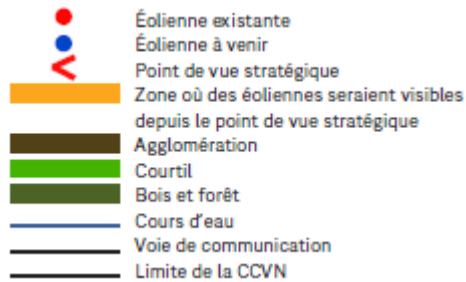 Éolienne existante
Éolienne à venir
Point de vue stratégique
Zone où des éoliennes seraient visibles
depuis le point de vue stratégique
Agglomération
Courtil
Bois et forêt
Cours d'eau
Voie de communication
Limite de la CCVN